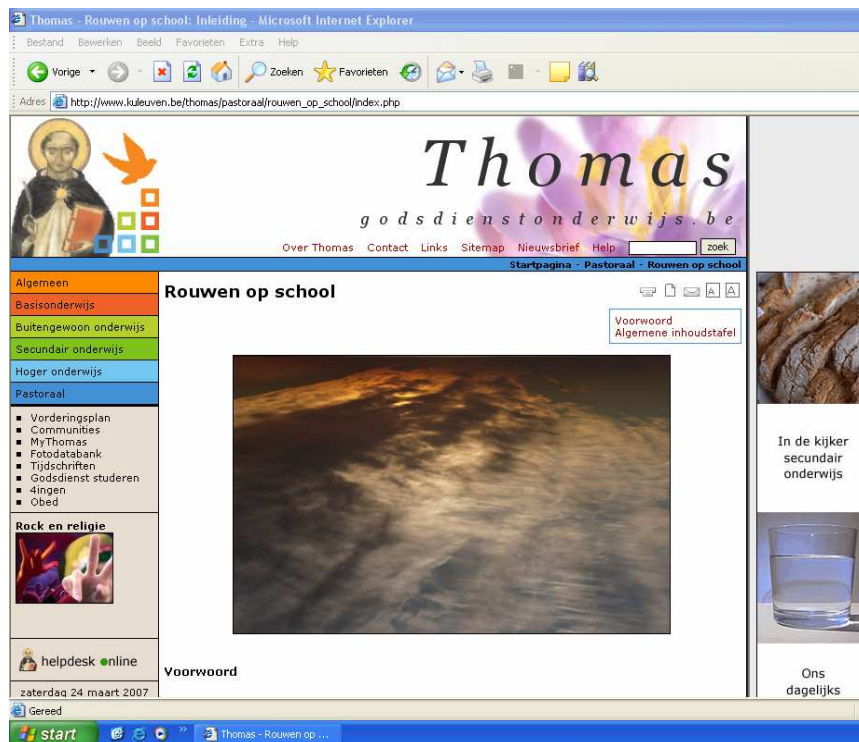 Thomas - Rouwen op school: Inleiding - Microsoft Internet Explorer
Bestand Bewerken Beeld Favorieten Extra Help
Vorige Zoeken Favorieten
Adres http://www.kuleuven.be/thomas/pastoraal/rouwen_op_school/index.php
Thomas
godsdienstonderwijs.be
Over Thomas Contact Links Sitemap Nieuwsbrief Help zoek
Startpagina - Pastoraal - Rouwen op school
Algemeen
Basisonderwijs
Buitengewoon onderwijs
Secundair onderwijs
Hoger onderwijs
Pastoraal
Vorderingsplan
Communities
MyThomas
Fotodatabank
Tijdschriften
Godsdienst studeren
4ingen
Obed
Rock en religie
helpdesk online
zaterdag 24 maart 2007
Rouwen op school
A A
Voorwoord
Algemene inhoudstafel
Voorwoord
In de kijker
secundair
onderwijs
Ons
dagelijks
Gereed
start » Thomas - Rouwen op ...